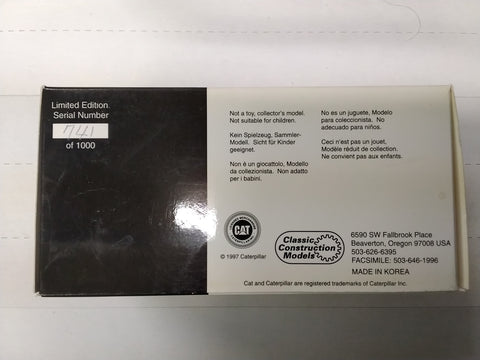 Limited Edition.
Serial Number
741
of 1000
Not a toy, collector's model.
Not suitable for children.
Kein Spielzeug, Sammler-
Modell. Sicht für Kinder
geeignet.
Non è un giocattolo, Modello
da collezionista. Non adatto
per i babini.
No es un juguete, Modelo
para coleccionista. No
adecuado para niños.
Ceci n'est pas un jouet,
Modèle réduit de collection.
Ne convient pas aux enfants.
CAT
© 1997 Caterpillar
Classic
Construction
Models
6590 SW Fallbrook Place
Beaverton, Oregon 97008 USA
503-626-6395
FACSIMILE: 503-646-1996
MADE IN KOREA
Cat and Caterpillar are registered trademarks of Caterpillar Inc.